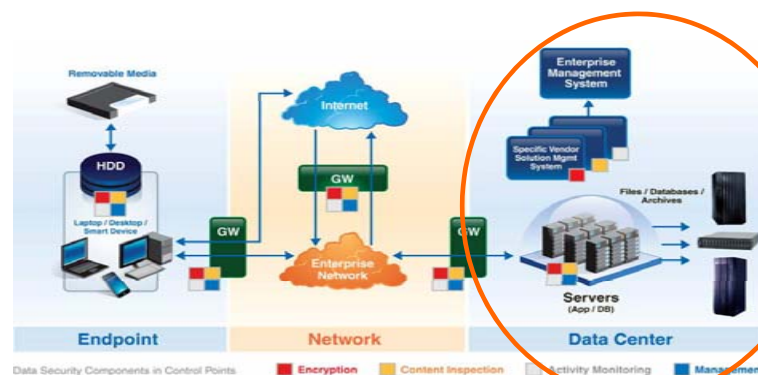 Removable Media
HDD
Laptop / Desktop /
Smart Device
GW
Internet
GW
Enterprise
Network
GW
Enterprise
Management
System
Specific Vendor
Solution Mgmt
System
Files / Databases /
Archives
Servers
(App / DB)
Endpoint
Network
Data Center
Data Security Components in Control Points
Encryption
Content Inspection
Activity Monitoring
Management